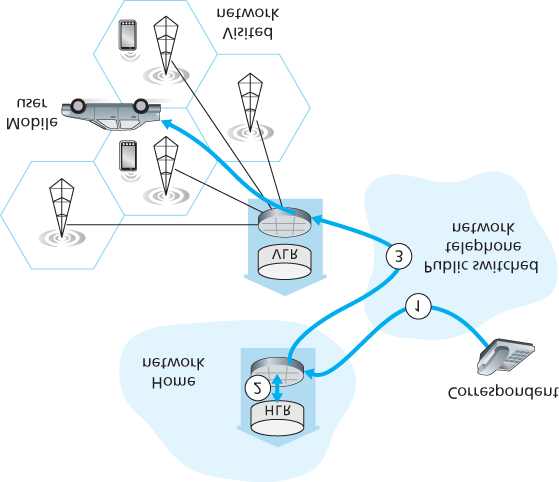 HLR
2
Correspondent
Home
network
1
Public switched
telephone
network
3
VLR
Mobile
user
Visited
network